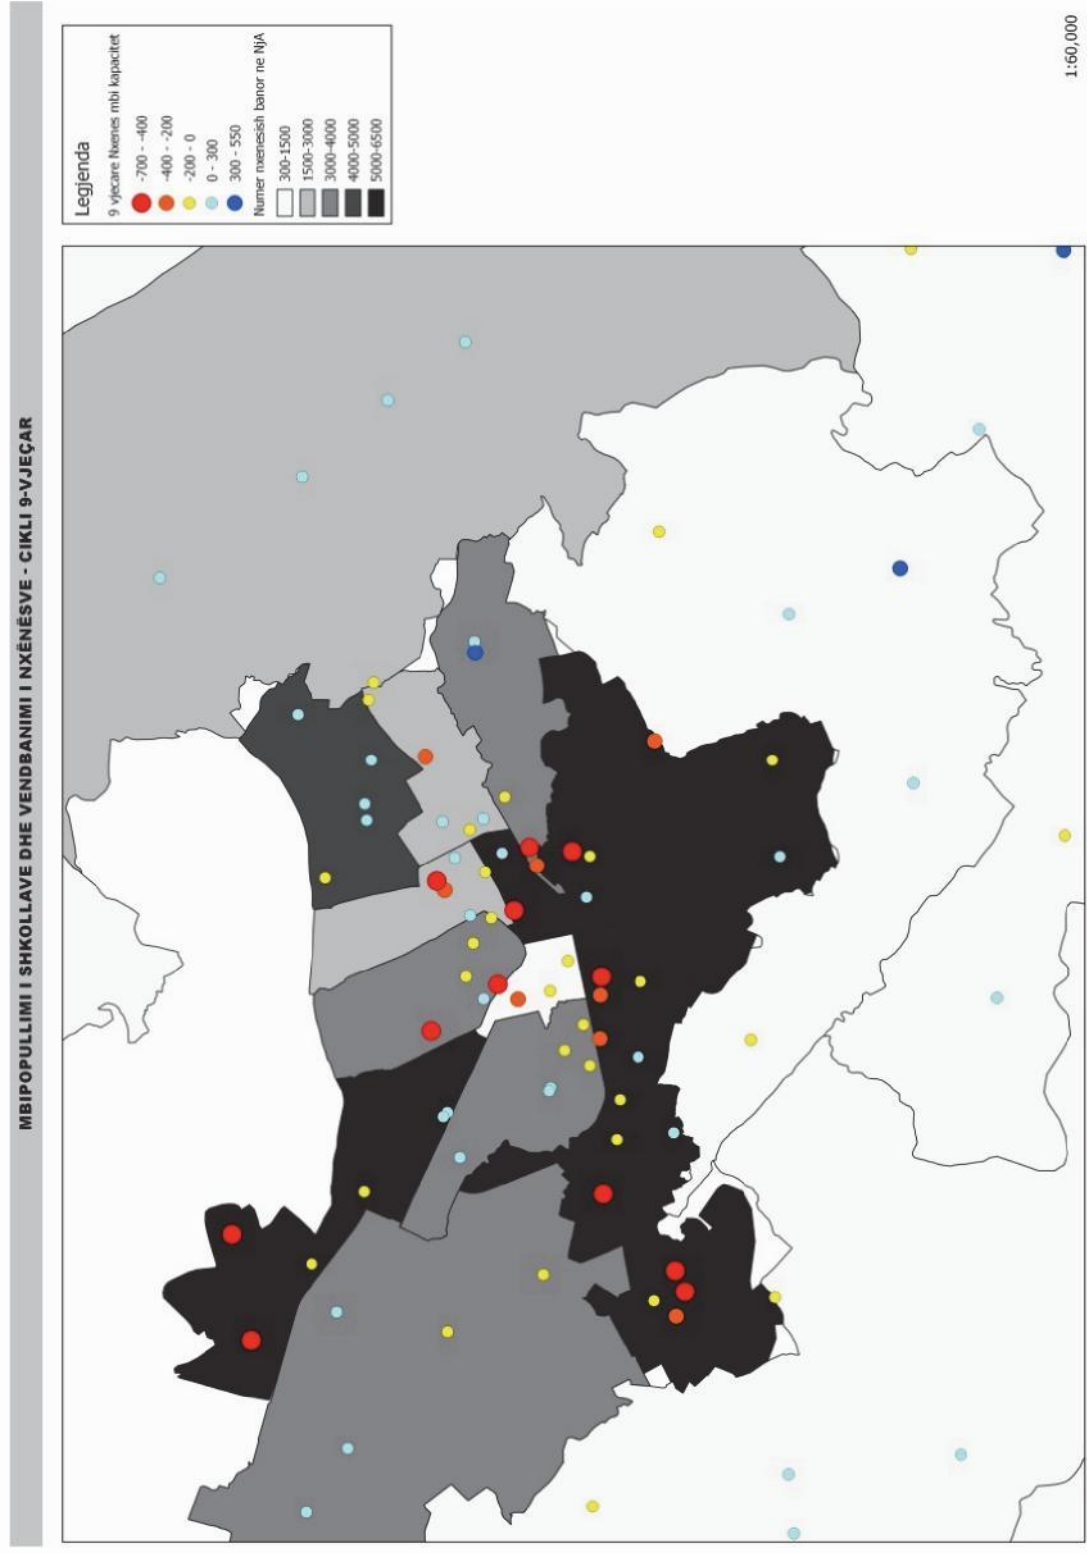 MBIPOPULLIMI I SHKOLLAVE DHE VENDBANIMI I NXËNËSVE - CIKLI 9-VJEÇAR
Legjenda
9 vjecare Nxenes mbi kapacitet
-700 - -400
-400 - -200
-200 - 0
0 - 300
300 - 550
Numer nxenesish banor ne NjA
300-1500
1500-3000
3000-4000
4000-5000
5000-6500
1:60,000